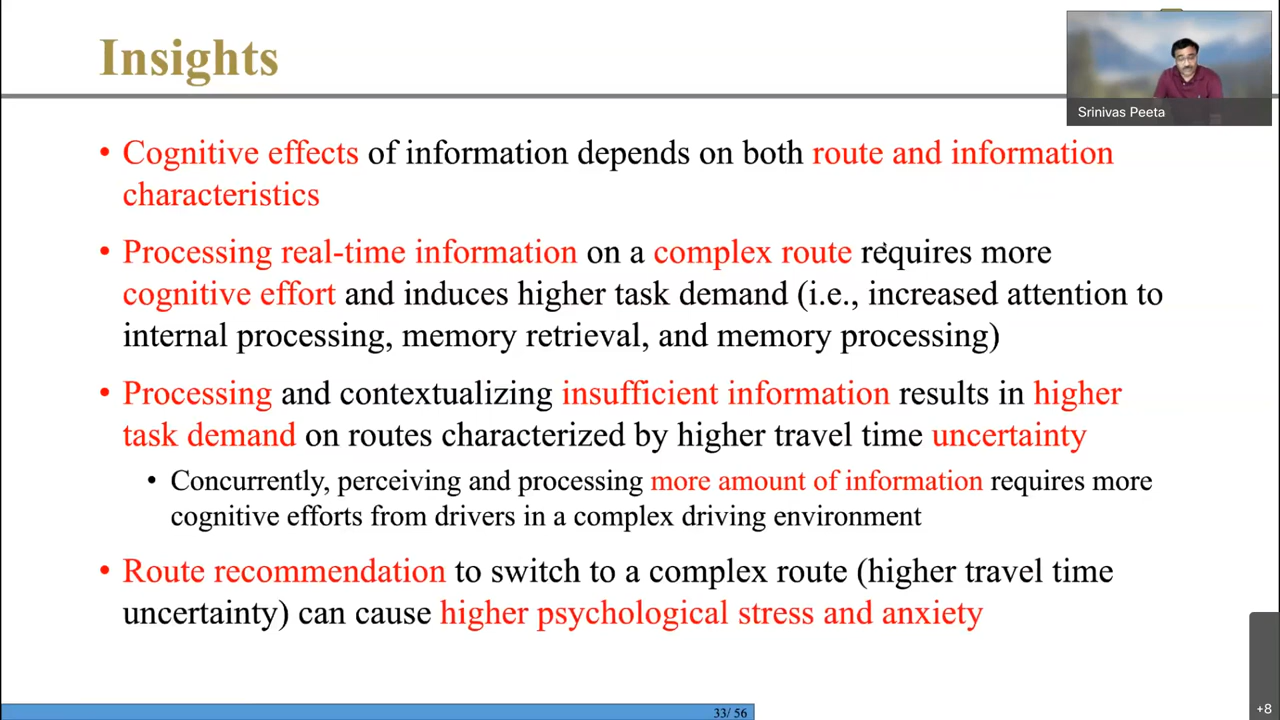 Insights
Srinivas Peeta
• Cognitive effects of information depends on both route and information
characteristics
• Processing real-time information on a complex route requires more
cognitive effort and induces higher task demand (i.e., increased attention to
internal processing, memory retrieval, and memory processing)
• Processing and contextualizing insufficient information results in higher
task demand on routes characterized by higher travel time uncertainty
• Concurrently, perceiving and processing more amount of information requires more
cognitive efforts from drivers in a complex driving environment
• Route recommendation to switch to a complex route (higher travel time
uncertainty) can cause higher psychological stress and anxiety
33/ 56
+8